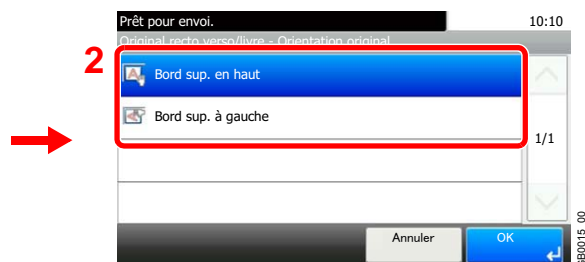 Prêt pour envoi. 10:10
Original recto verso/livre - Orientation original
2
Bord sup. en haut
Bord sup. à gauche
1/1
Annuler OK